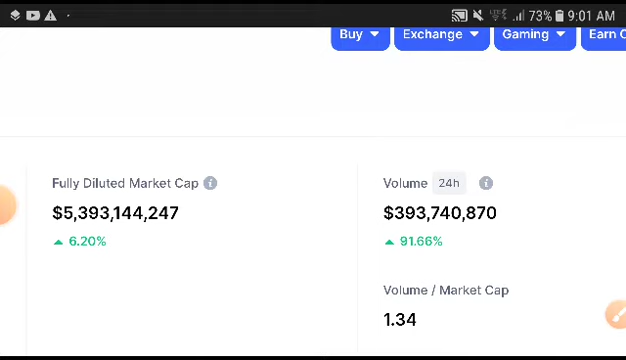 73% 9:01 AM
Buy Exchange Gaming Earn
Fully Diluted Market Cap
$5,393,144,247
6.20%
Volume 24h
$393,740,870
91.66%
Volume / Market Cap
1.34